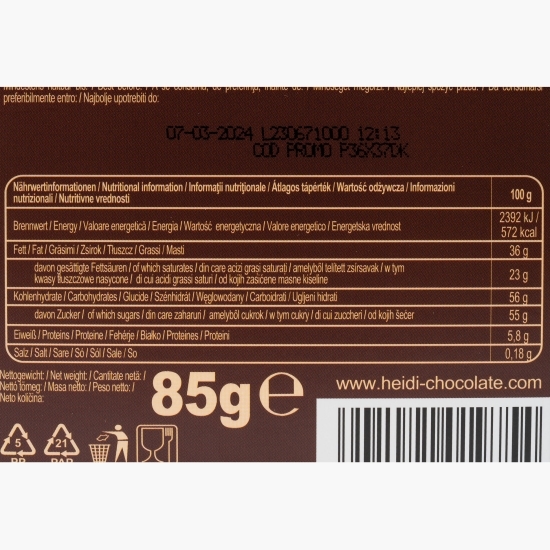 preferibilmente entro: / Najbolje upotrebiti do:
07-03-2024 L230671000 12:13
COD PROMO P36X37DK
Nährwertinformationen / Nutritional information / Informaţii nutriţionale / Átlagos tápérték / Wartość odżywcza / Informazioni nutrizionali / Nutritivne vrednosti 100 g
Brennwert / Energy / Valoare energetică / Energia / Wartość energetyczna / Valore energetico / Energetska vrednost 2392 kJ / 572 kcal
Fett / Fat / Grăsimi / Zsírok / Tłuszcz / Grassi / Masti 36 g
davon gesättigte Fettsäuren / of which saturates / din care acizi graşi saturaţi / amelyből telített zsírsavak / w tym
kwasy tłuszczowe nasycone / di cui acidi grassi saturi / od kojih zasićene masne kiseline 23 g
Kohlenhydrate / Carbohydrates / Glucide / Szénhidrát / Węglowodany / Carboidrati / Ugljeni hidrati 56 g
davon Zucker / of which sugars / din care zaharuri / amelyből cukrok / w tym cukry / di cui zuccheri / od kojih šećer 55 g
Eiweiß / Proteins / Proteine / Fehérje / Białko / Proteines / Proteini 5,8 g
Salz / Salt / Sare / Só / Sól / Sale / So 0,18 g
Nettogewicht: / Net weight: / Cantitate netă: /
Nettó tömeg: / Masa netto: / Peso netto: /
Neto količina:
85g e
www.heidi-chocolate.com
5
21
PAP